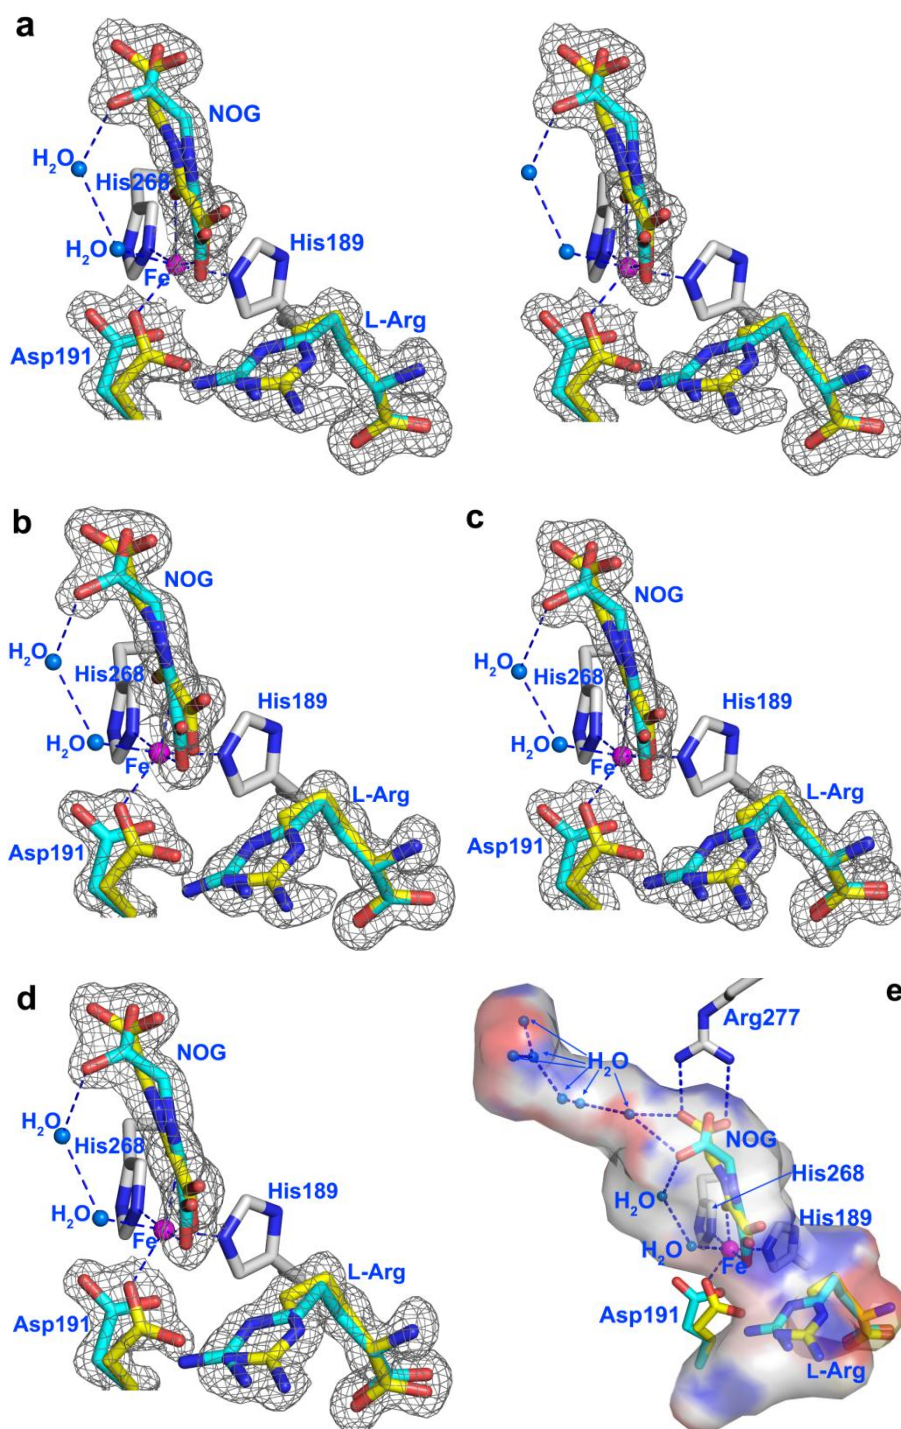 a
NOG
H₂O
His268
H₂O
His189
Fe
L-Arg
Asp191
b
NOG
H₂O
His268
His189
H₂O
Fe
L-Arg
Asp191
c
NOG
H₂O
His268
His189
H₂O
Fe
L-Arg
Asp191
d
NOG
H₂O
His268
His189
H₂O
Fe
L-Arg
Asp191
e
Arg277
H₂O
NOG
His268
H₂O
His189
H₂O
Fe
Asp191
L-Arg